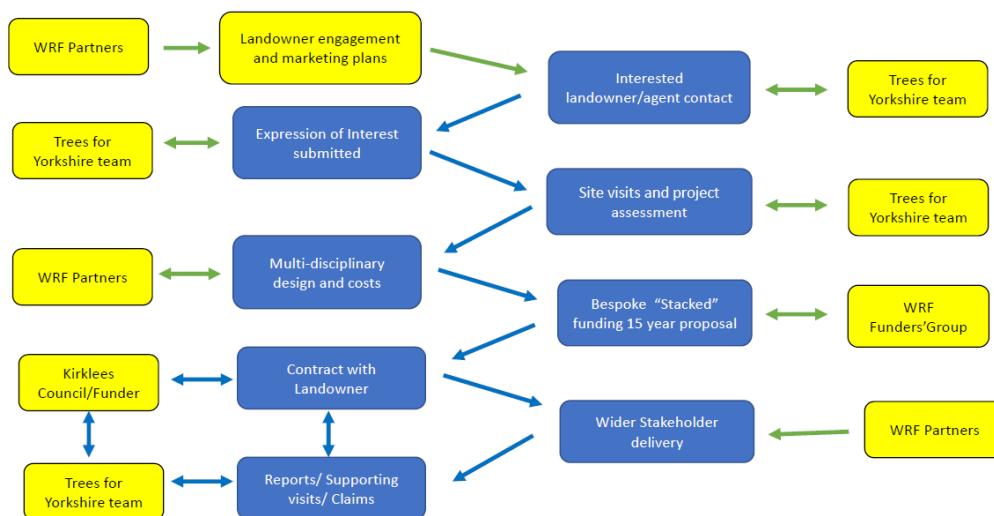 WRF Partners
Landowner engagement
and marketing plans
Interested
landowner/agent contact
Trees for
Yorkshire team
Trees for
Yorkshire team
Expression of Interest
submitted
Site visits and project
assessment
Trees for
Yorkshire team
WRF Partners
Multi-disciplinary
design and costs
Bespoke “Stacked”
funding 15 year proposal
WRF
Funders’Group
Kirklees
Council/Funder
Contract with
Landowner
Wider Stakeholder
delivery
WRF Partners
Trees for
Yorkshire team
Reports/ Supporting
visits/ Claims